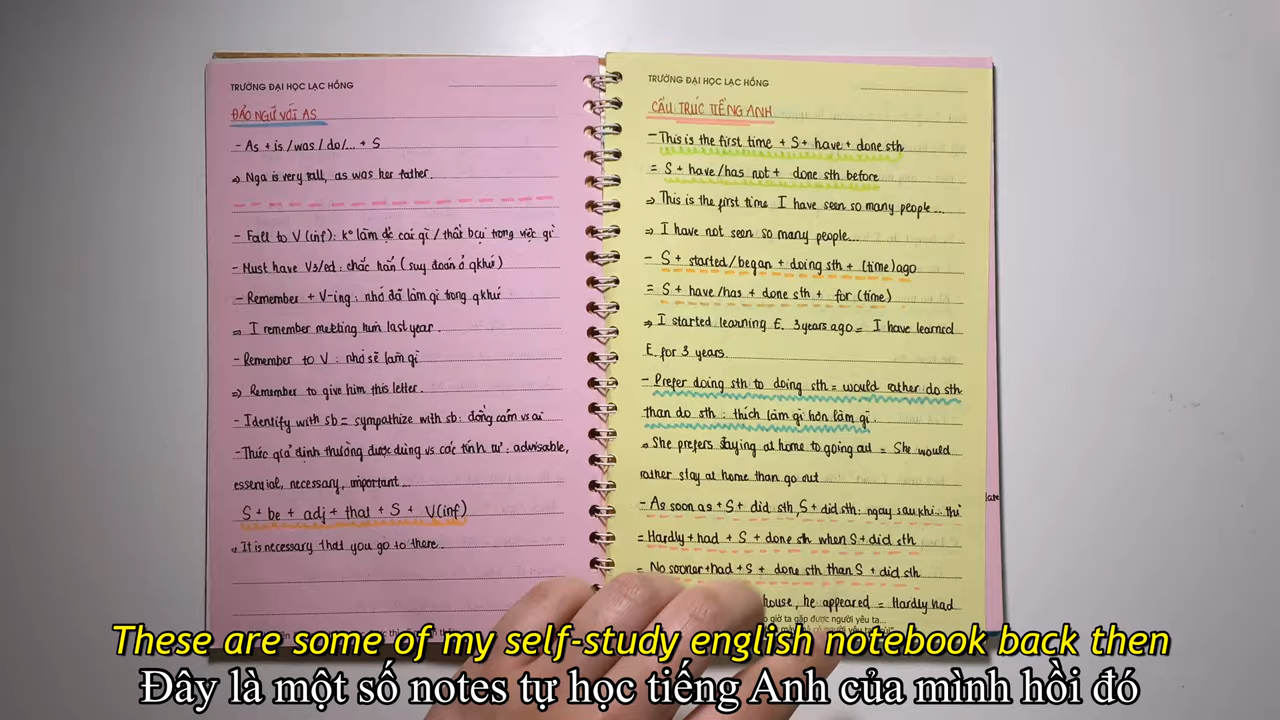 TRƯỜNG ĐẠI HỌC LẠC HỒNG
ĐẢO NGỮ VỚI AS
- As + is / was / do /... + S
⇒ Nga is very tall, as was her father.
- Fall to V (inf): k° làm đc cái gì / thất bại trong việc gì
- Must have V3/ed: chắc hẳn (suy đoán ở qkhứ)
- Remember + V-ing: nhớ đã làm gì trong qkhứ
⇒ I remember meeting him last year.
- Remember to V: nhớ sẽ làm gì
⇒ Remember to give him this letter.
- Identify with sb = sympathize with sb: đồng cảm vs ai
- Thức giả định thường được dùng vs các tính từ: advisable,
essential, necessary, important...
S + be + adj + that + S + V(inf)
⇒ It is necessary that you go to there.
TRƯỜNG ĐẠI HỌC LẠC HỒNG
CẤU TRÚC TIẾNG ANH
- This is the first time + S + have + done sth
= S + have/has not + done sth before
⇒ This is the first time I have seen so many people...
⇒ I have not seen so many people...
- S + started/began + doing sth + (time) ago
= S + have/has + done sth + for (time)
⇒ I started learning E. 3 years ago = I have learned
E. for 3 years.
- Prefer doing sth to doing sth = would rather do sth
than do sth: thích làm gì hơn làm gì.
⇒ She prefers staying at home to going out = She would
rather stay at home than go out
- As soon as + S + did sth, S + did sth: ngay sau khi... thì
= Hardly + had + S + done sth when S + did sth
= No sooner + had + S + done sth than S + did sth
house, he appeared = Hardly had
giờ ta gặp được người yêu ta...
These are some of my self-study english notebook back then
Đây là một số notes tự học tiếng Anh của mình hồi đó